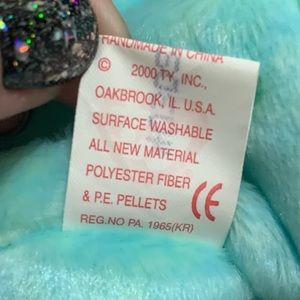 HANDMADE IN CHINA
© 2000 TY, INC.,
OAKBROOK, IL. U.S.A.
SURFACE WASHABLE
ALL NEW MATERIAL
POLYESTER FIBER
& P.E. PELLETS CE
REG.NO PA. 1965(KR)